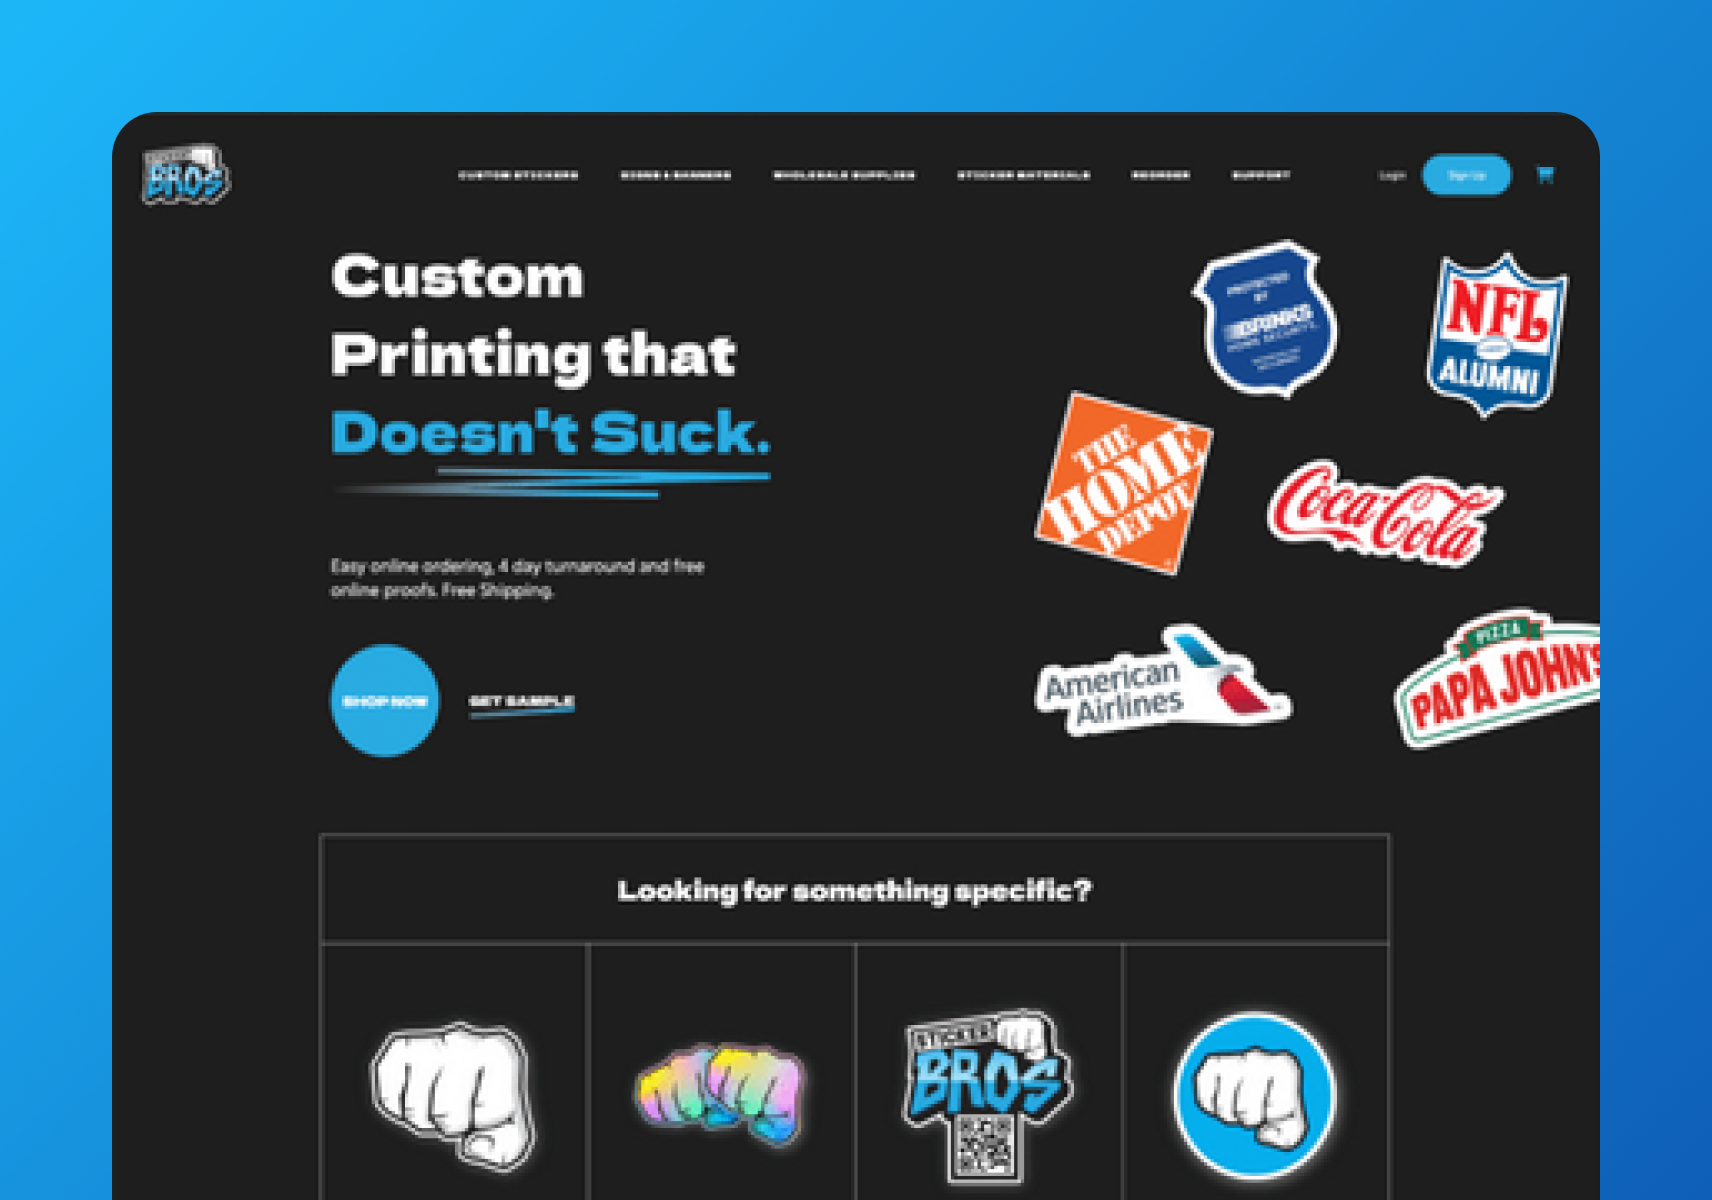 STICKER
BROS
CUSTOM STICKERS
SIGNS & BANNERS
WHOLESALE SUPPLIES
STICKER MATERIALS
REORDER
SUPPORT
Login
Sign Up
Custom
Printing that
Doesn't Suck.
Easy online ordering, 4 day turnaround and free
online proofs. Free Shipping.
SHOP NOW
GET SAMPLE
PROTECTED
BY
BRINKS
HOME SECURITY
NFL
ALUMNI
THE
HOME
DEPOT
Coca-Cola
American
Airlines
PIZZA
PAPA JOHN'S
Looking for something specific?
STICKER
BROS